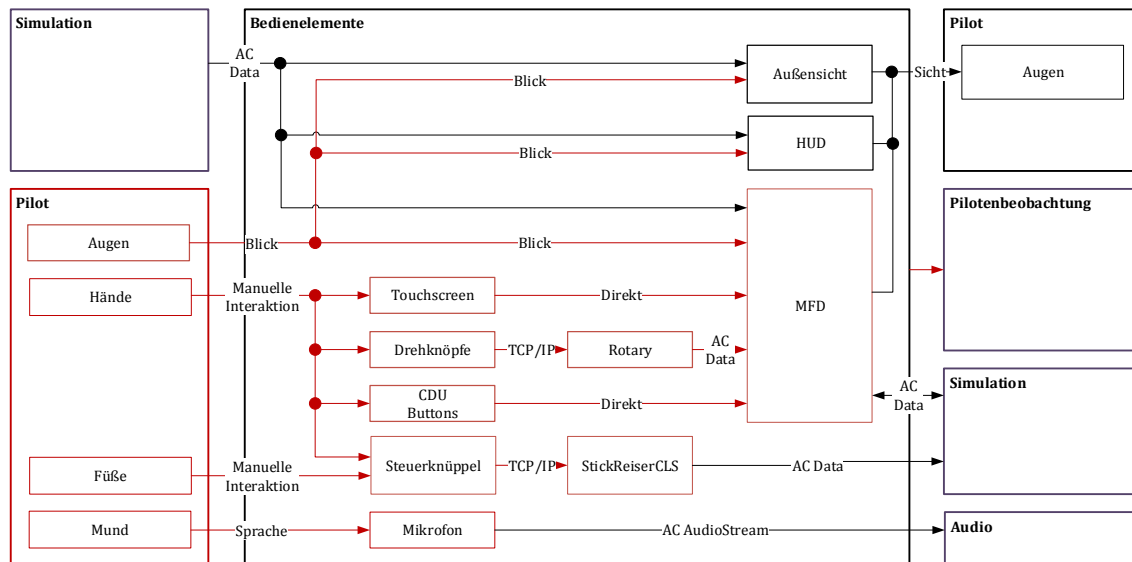 Simulation
Bedienelemente
Pilot
AC
Data
Außensicht
Sicht
Augen
Blick
HUD
Blick
Pilot
Pilotenbeobachtung
Augen
Blick
Blick
Hände
Manuelle
Interaktion
Touchscreen
Direkt
MFD
Drehknöpfe
TCP/IP
Rotary
AC
Data
CDU
Buttons
Direkt
AC
Data
Simulation
Füße
Manuelle
Interaktion
Steuerknüppel
TCP/IP
StickReiserCLS
AC Data
Mund
Sprache
Mikrofon
AC AudioStream
Audio